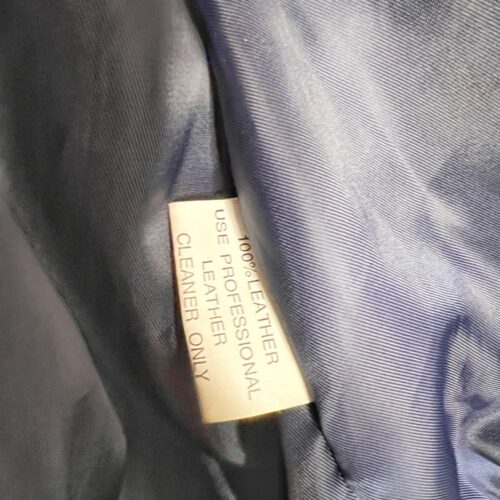 100% LEATHER
USE PROFESSIONAL
LEATHER
CLEANER ONLY